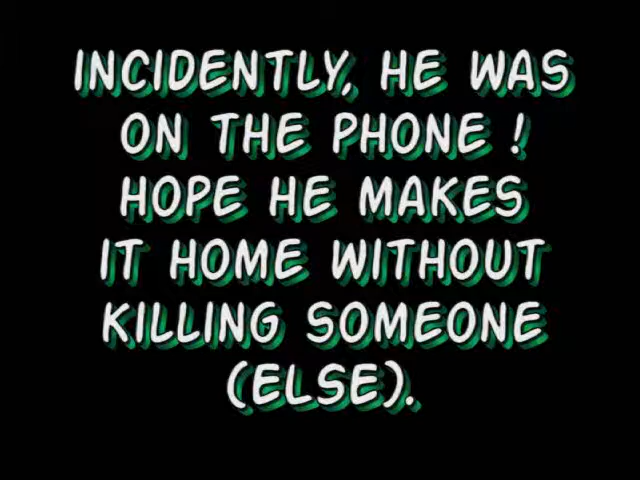 INCIDENTLY, HE WAS
ON THE PHONE !
HOPE HE MAKES
IT HOME WITHOUT
KILLING SOMEONE
(ELSE).